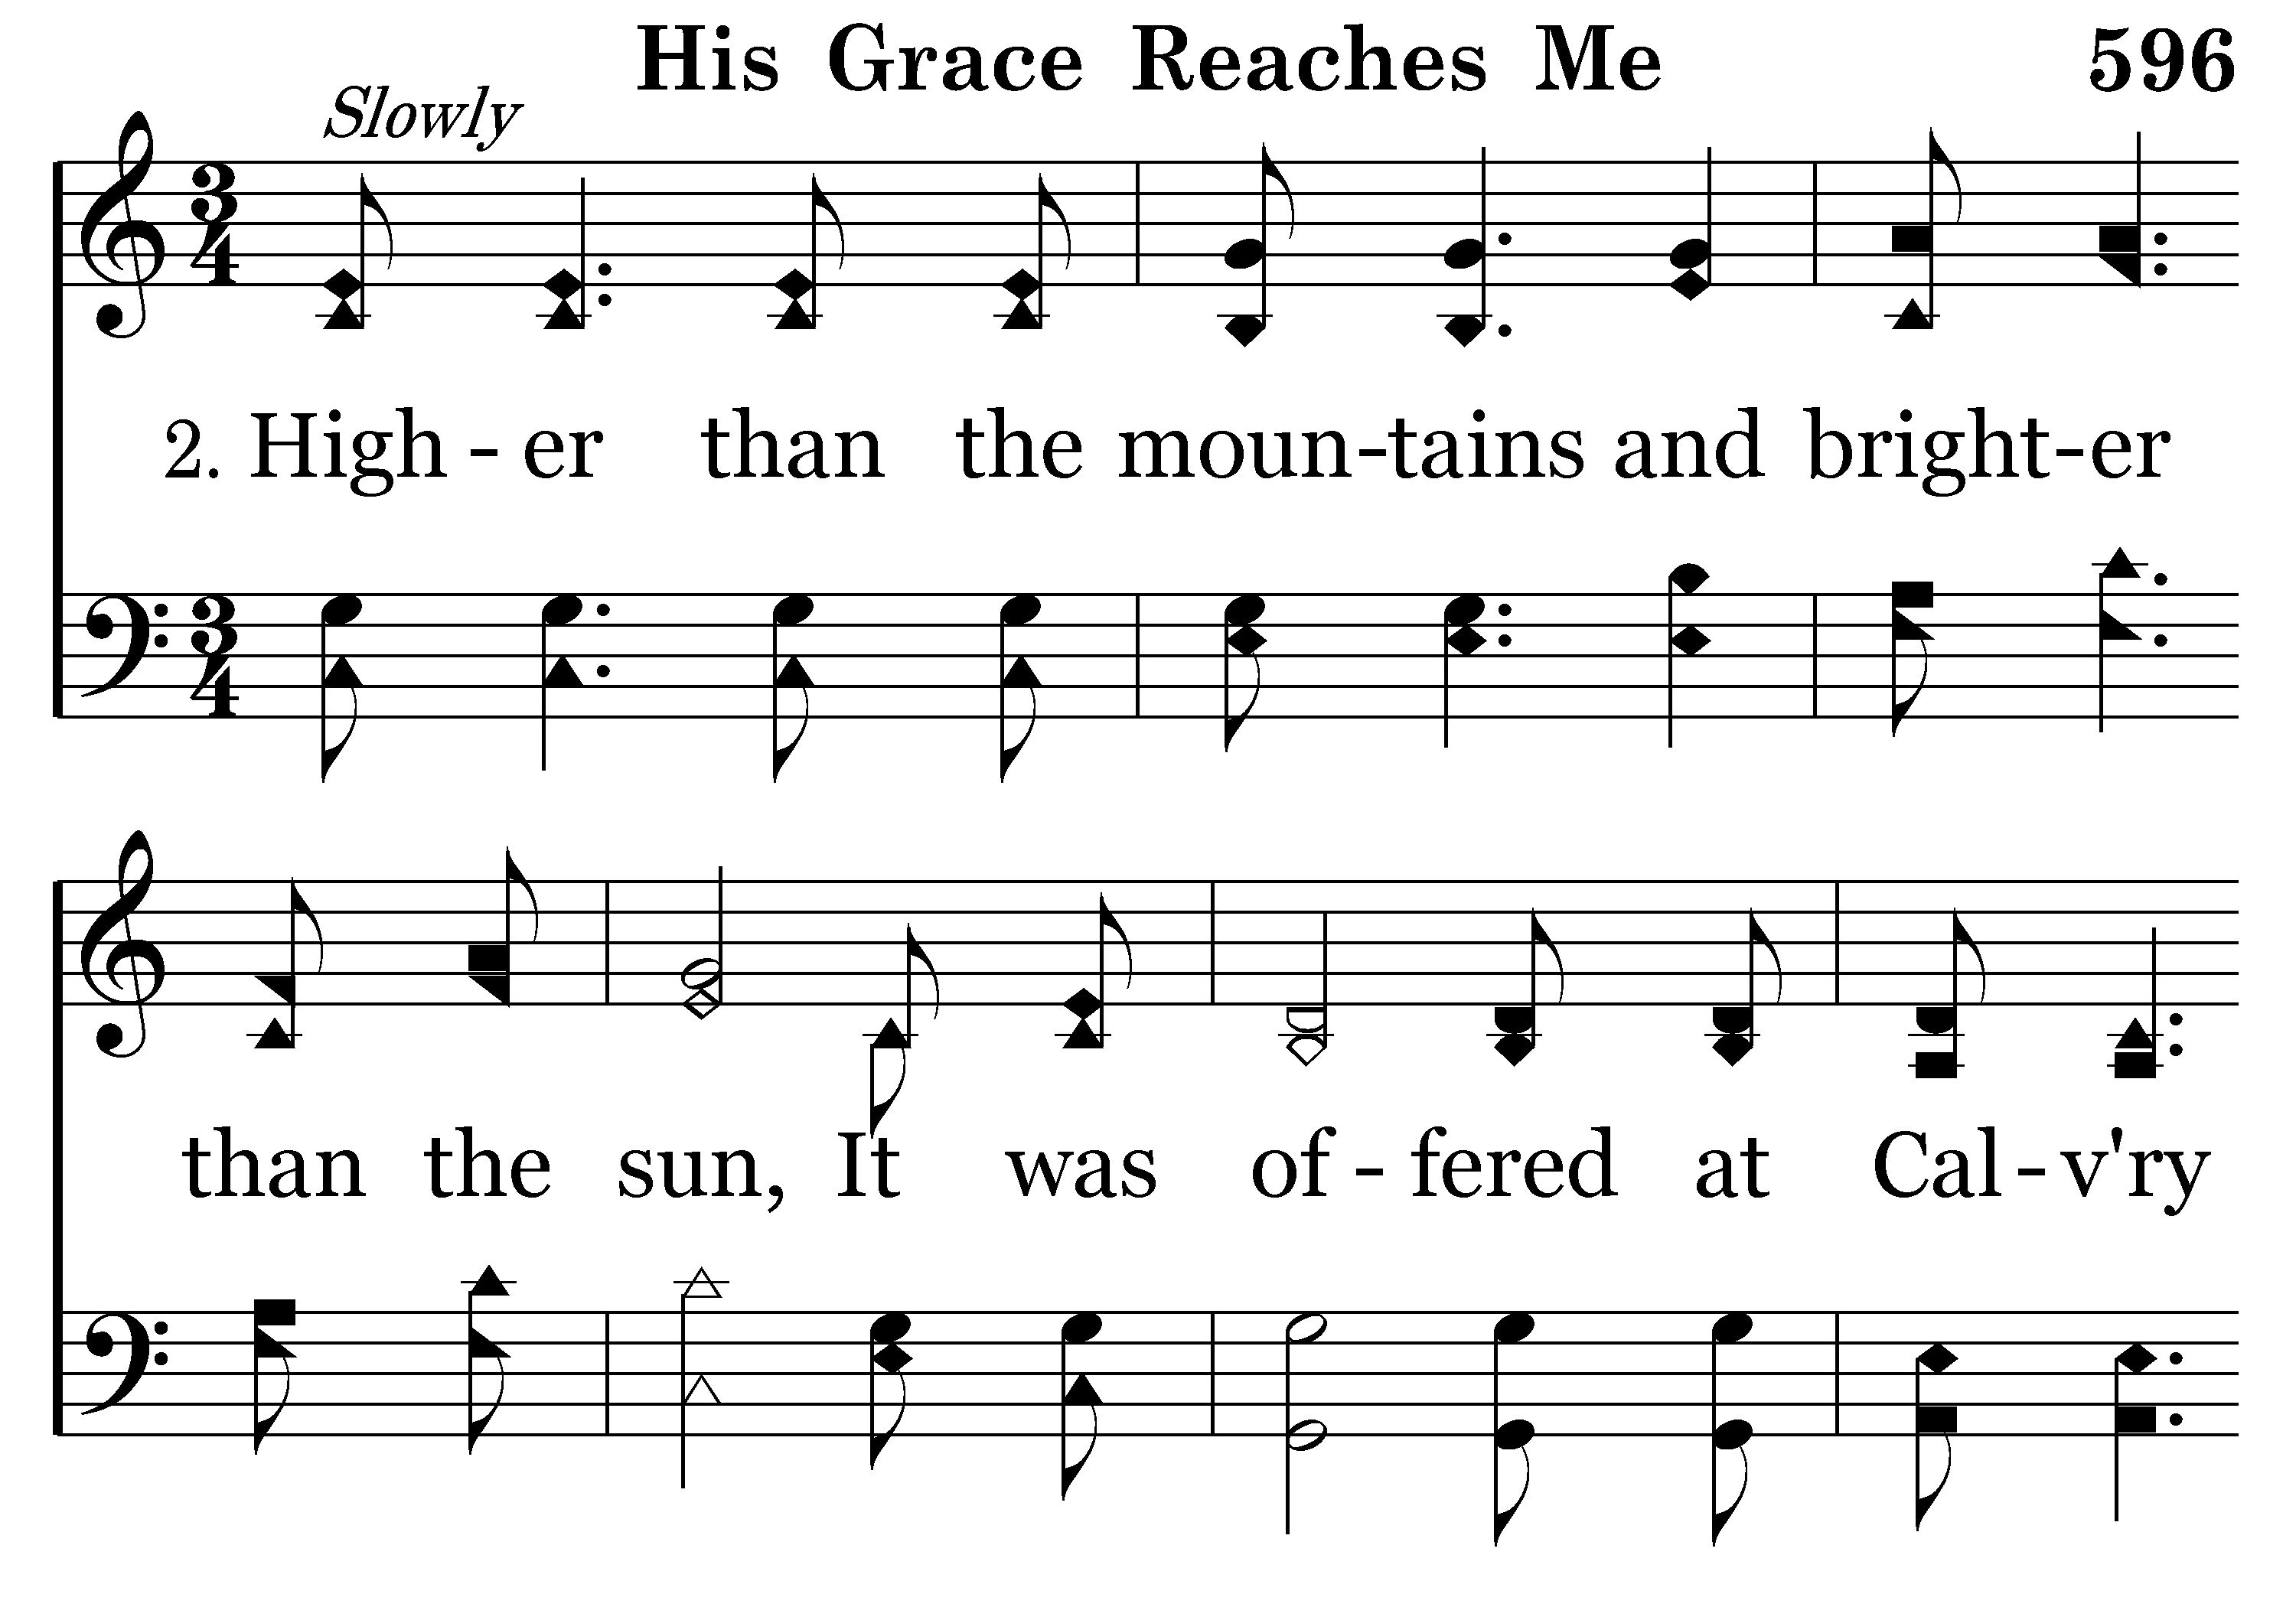 His Grace Reaches Me 596
Slowly
2. High - er than the moun-tains and bright-er
than the sun, It was of - fered at Cal - v'ry